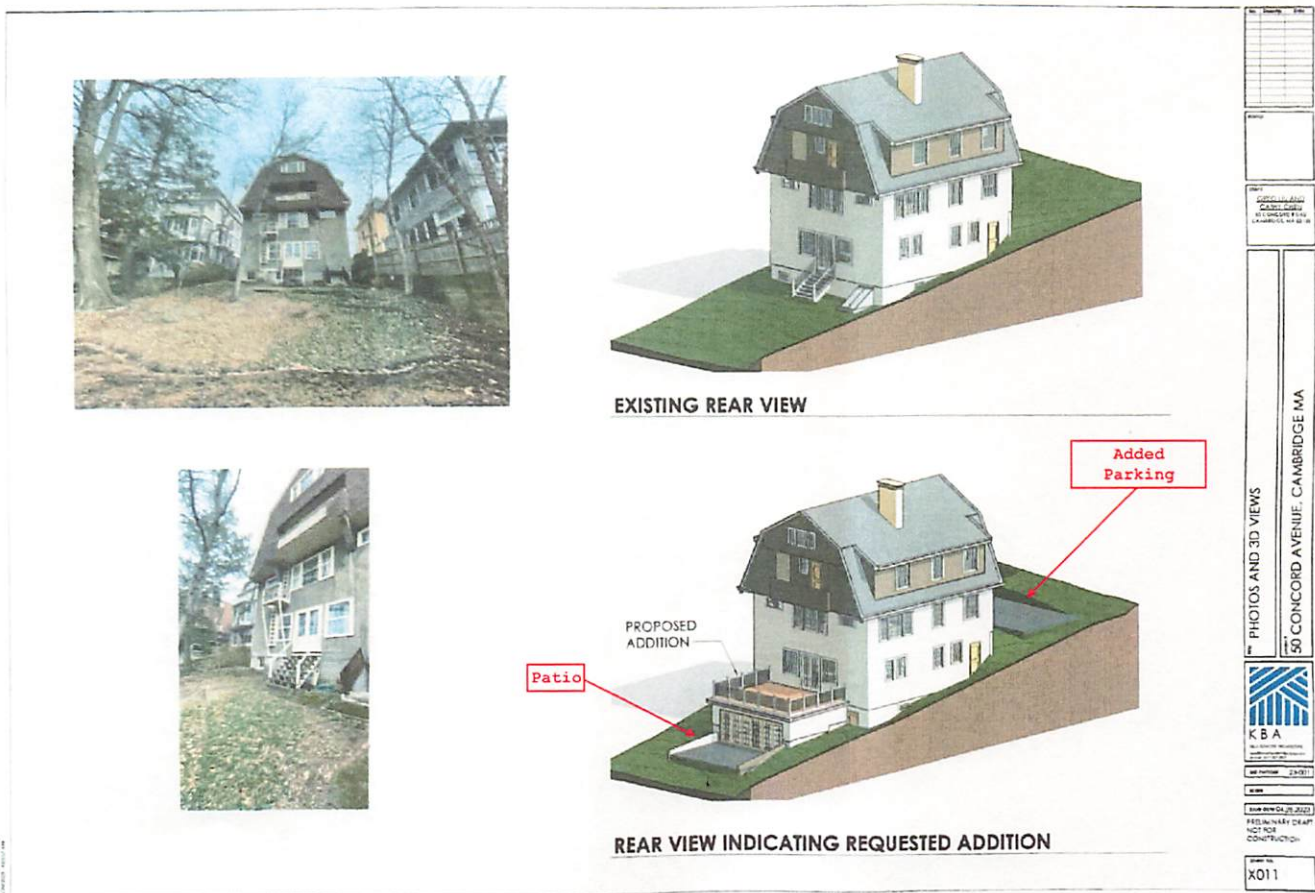 EXISTING REAR VIEW
Added
Parking
PROPOSED
ADDITION
Patio
REAR VIEW INDICATING REQUESTED ADDITION
PHOTOS AND 3D VIEWS
50 CONCORD AVENUE, CAMBRIDGE MA
KBA
PRELIMINARY DRAFT
NOT FOR
CONSTRUCTION
X011